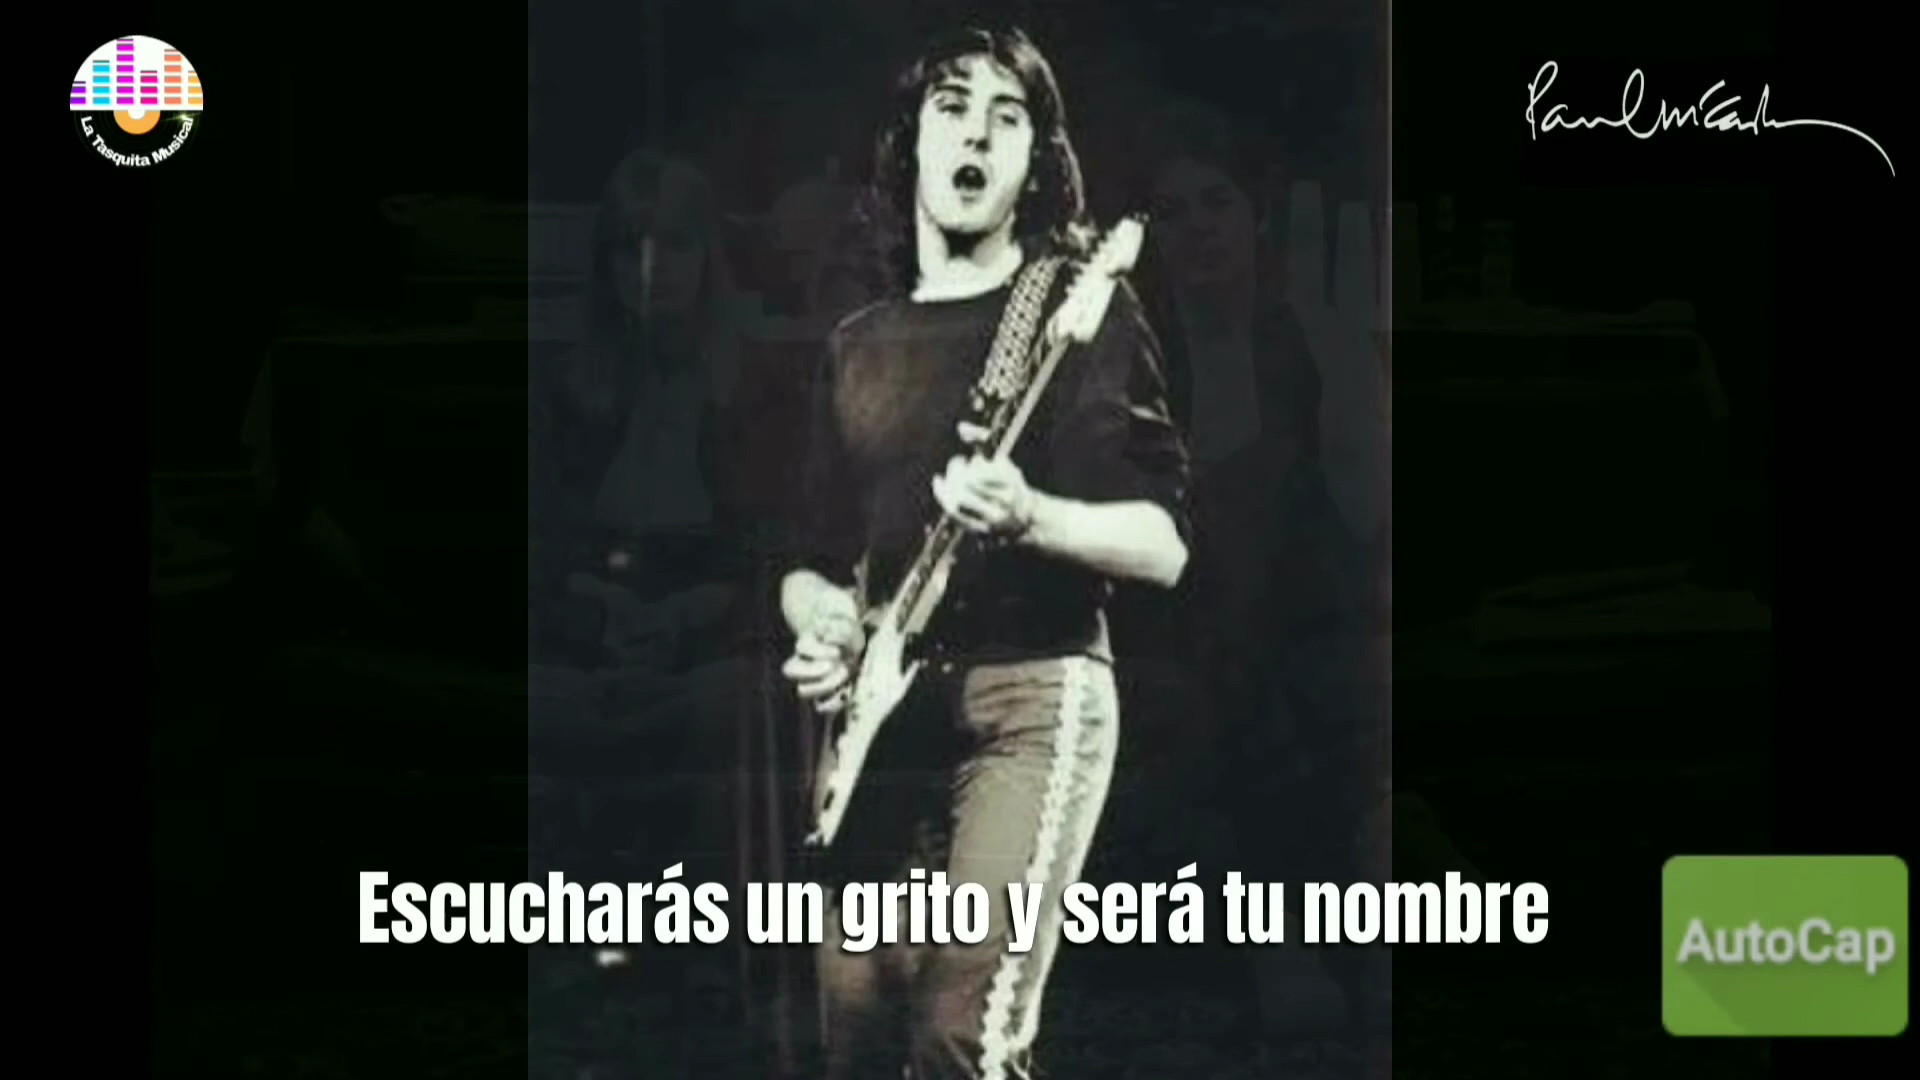 La Tasquita Musical
Paul McCartney
Escucharás un grito y será tu nombre
AutoCap